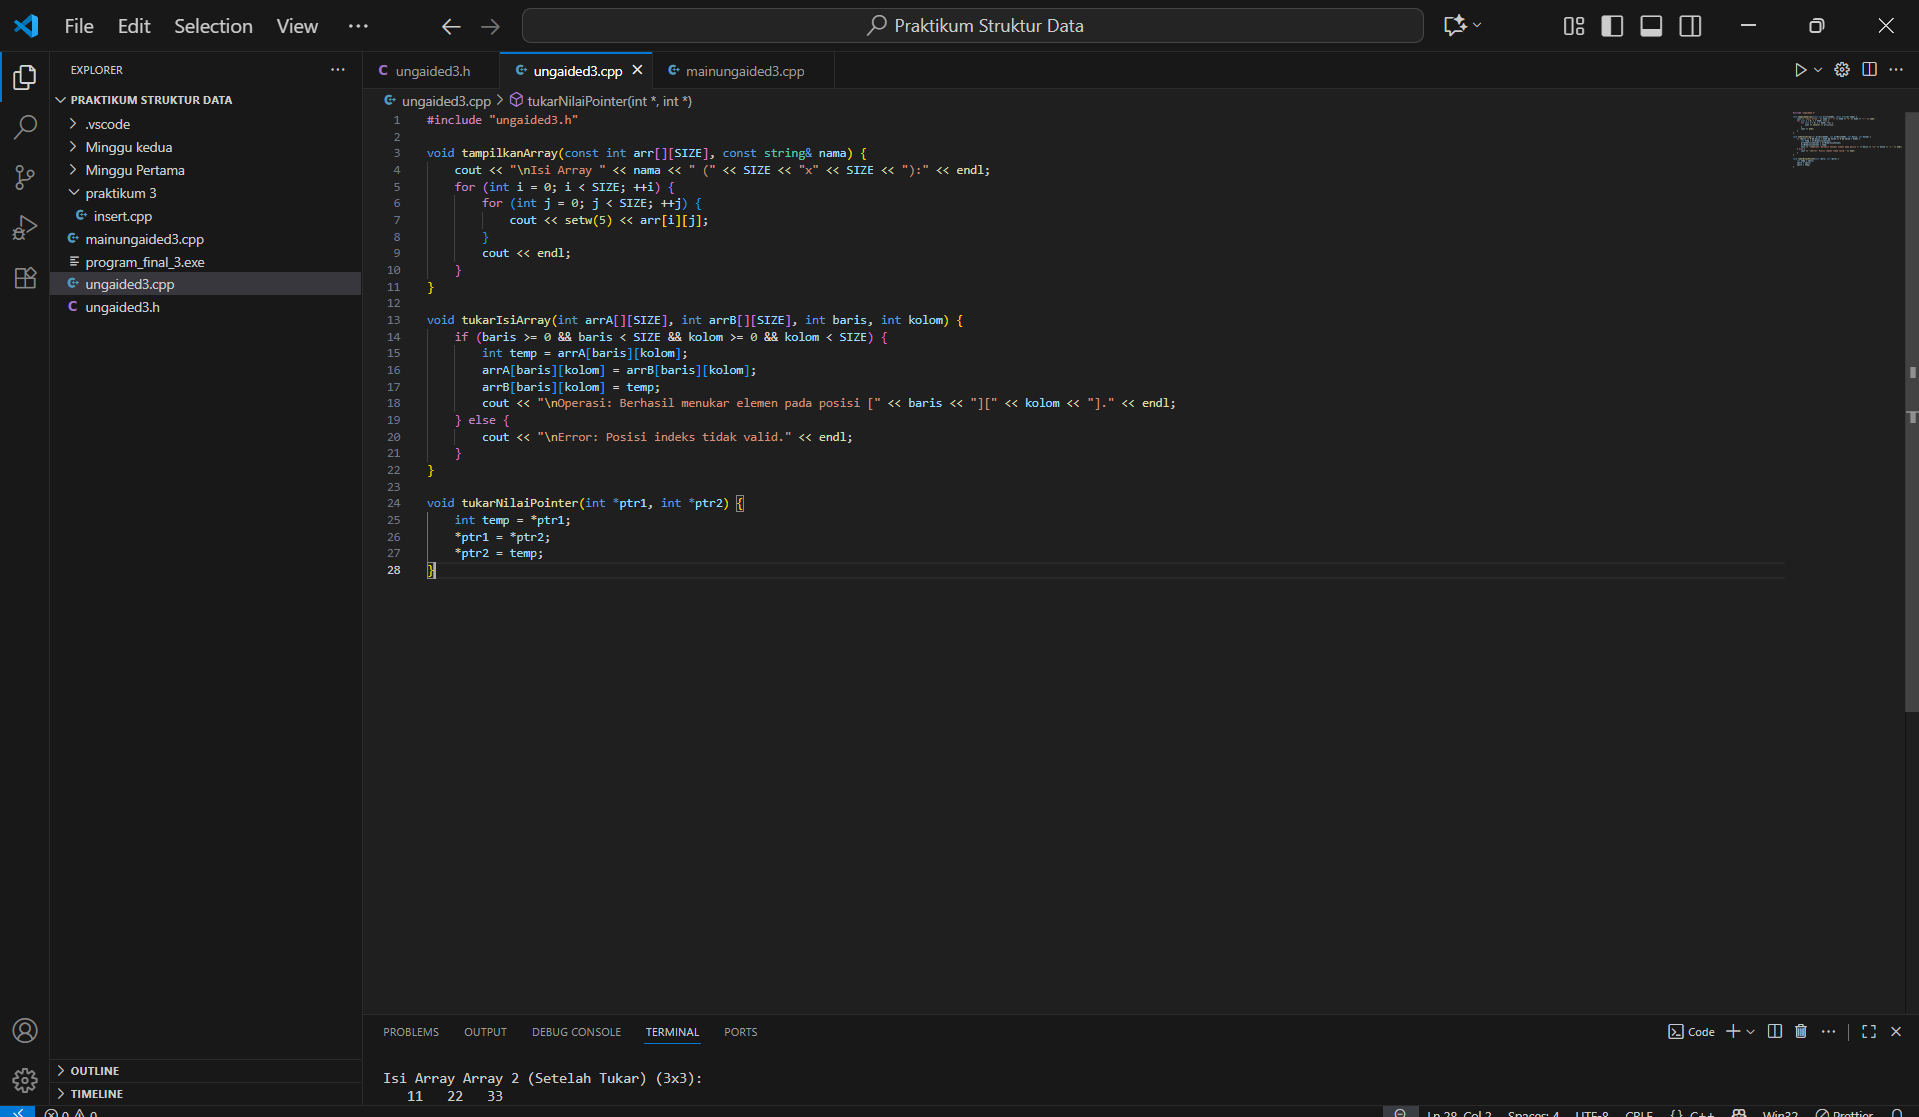 File Edit Selection View ···
Praktikum Struktur Data
EXPLORER
PRAKTIKUM STRUKTUR DATA
.vscode
Minggu kedua
Minggu Pertama
praktikum 3
insert.cpp
mainungaided3.cpp
program_final_3.exe
ungaided3.cpp
ungaided3.h
OUTLINE
TIMELINE
ungaided3.h
ungaided3.cpp
mainungaided3.cpp
ungaided3.cpp > tukarNilaiPointer(int *, int *)
1 #include "ungaided3.h"
2
3 void tampilkanArray(const int arr[][SIZE], const string& nama) {
4     cout << "\nIsi Array " << nama << " (" << SIZE << "x" << SIZE << "):" << endl;
5     for (int i = 0; i < SIZE; ++i) {
6         for (int j = 0; j < SIZE; ++j) {
7             cout << setw(5) << arr[i][j];
8         }
9         cout << endl;
10     }
11 }
12
13 void tukarIsiArray(int arrA[][SIZE], int arrB[][SIZE], int baris, int kolom) {
14     if (baris >= 0 && baris < SIZE && kolom >= 0 && kolom < SIZE) {
15         int temp = arrA[baris][kolom];
16         arrA[baris][kolom] = arrB[baris][kolom];
17         arrB[baris][kolom] = temp;
18         cout << "\nOperasi: Berhasil menukar elemen pada posisi [" << baris << "][" << kolom << "]." << endl;
19     } else {
20         cout << "\nError: Posisi indeks tidak valid." << endl;
21     }
22 }
23
24 void tukarNilaiPointer(int *ptr1, int *ptr2) {
25     int temp = *ptr1;
26     *ptr1 = *ptr2;
27     *ptr2 = temp;
28 }
PROBLEMS OUTPUT DEBUG CONSOLE TERMINAL PORTS
Code
Isi Array Array 2 (Setelah Tukar) (3x3):
11 22 33
0 0 Ln 28, Col 2 Spaces: 4 UTF-8 CRLF {} C++ Win32 Prettier